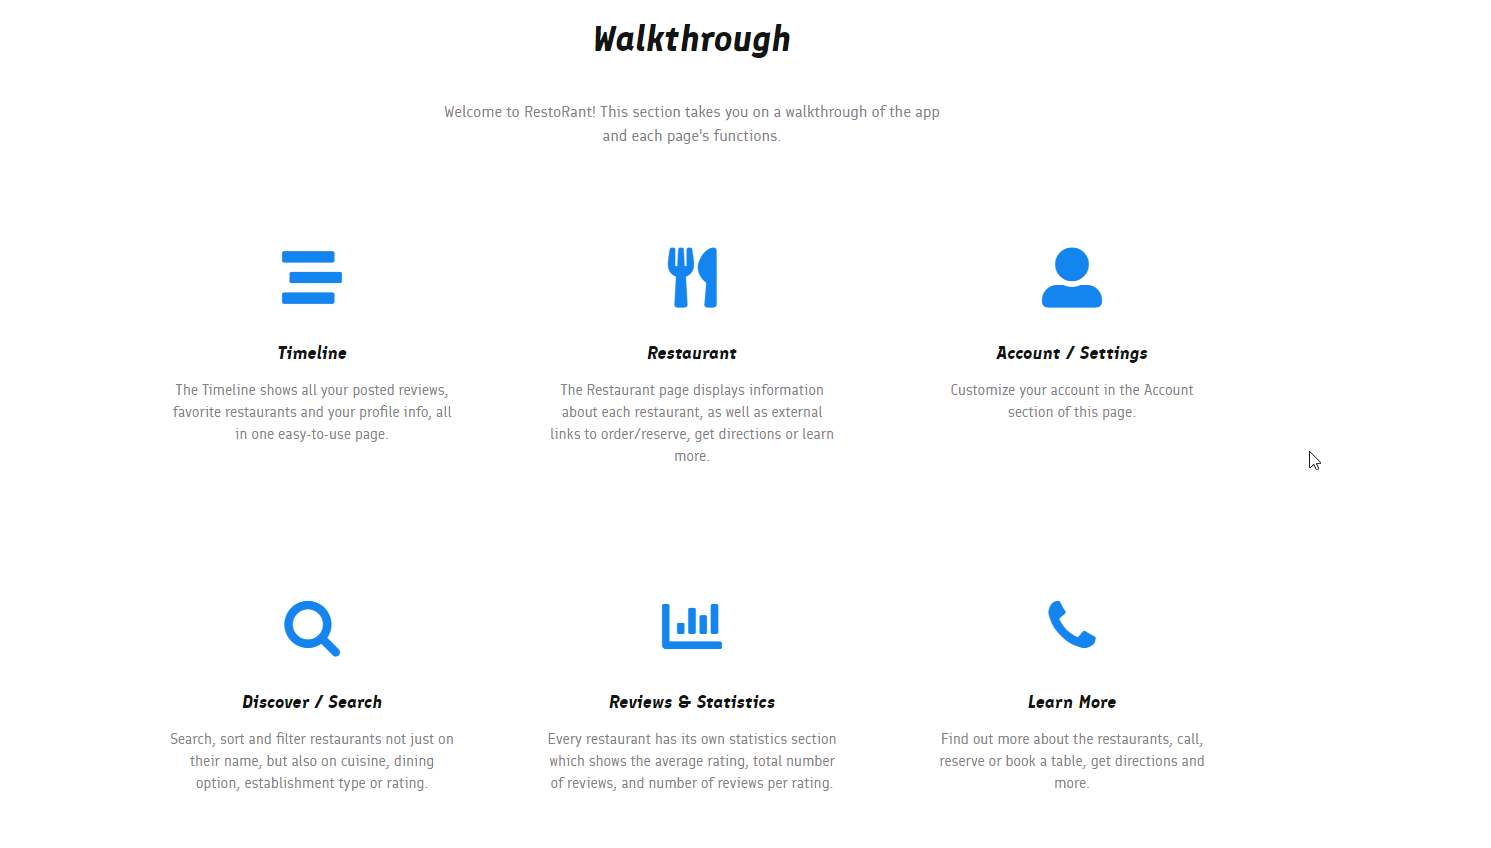 Walkthrough
Welcome to RestoRant! This section takes you on a walkthrough of the app
and each page's functions.
Timeline
The Timeline shows all your posted reviews,
favorite restaurants and your profile info, all
in one easy-to-use page.
Restaurant
The Restaurant page displays information
about each restaurant, as well as external
links to order/reserve, get directions or learn
more.
Account / Settings
Customize your account in the Account
section of this page.
Discover / Search
Search, sort and filter restaurants not just on
their name, but also on cuisine, dining
option, establishment type or rating.
Reviews & Statistics
Every restaurant has its own statistics section
which shows the average rating, total number
of reviews, and number of reviews per rating.
Learn More
Find out more about the restaurants, call,
reserve or book a table, get directions and
more.